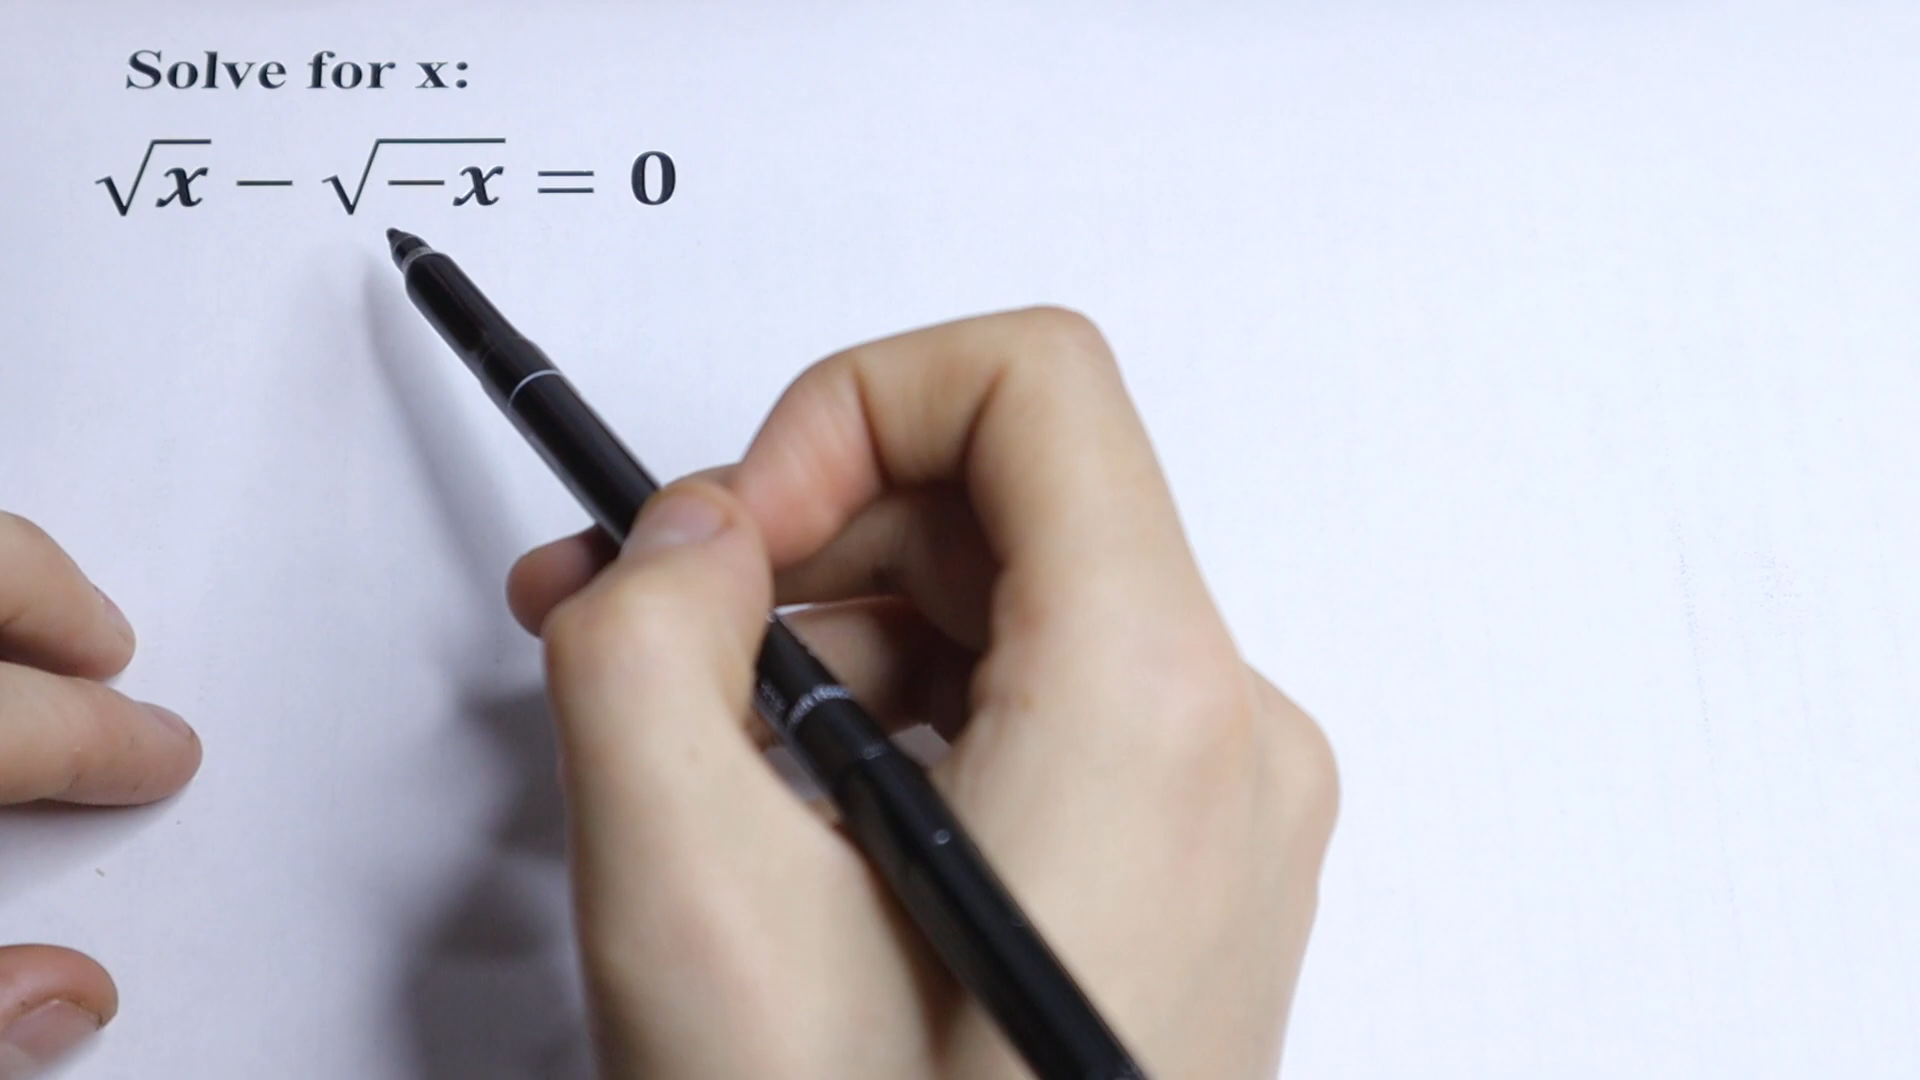 Solve for x:
√x − √−x = 0